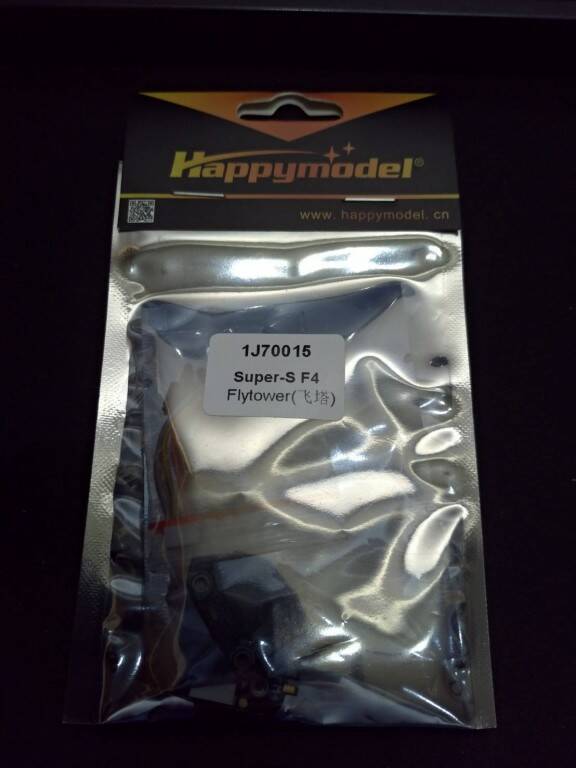 Happymodel®
www.happymodel.cn
1J70015
Super-S F4
Flytower(飞塔)